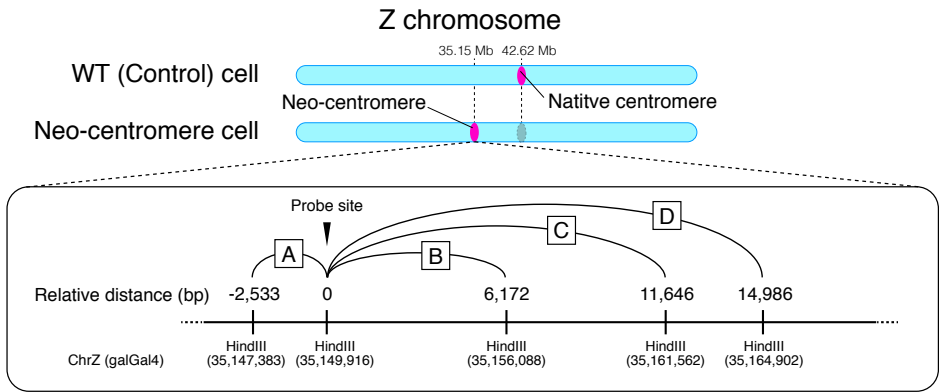 Z chromosome
35.15 Mb 42.62 Mb
WT (Control) cell
Neo-centromere
Natitve centromere
Neo-centromere cell
Probe site
A
B
C
D
Relative distance (bp) -2,533 0 6,172 11,646 14,986
HindIII HindIII HindIII HindIII HindIII
ChrZ (galGal4) (35,147,383) (35,149,916) (35,156,088) (35,161,562) (35,164,902)